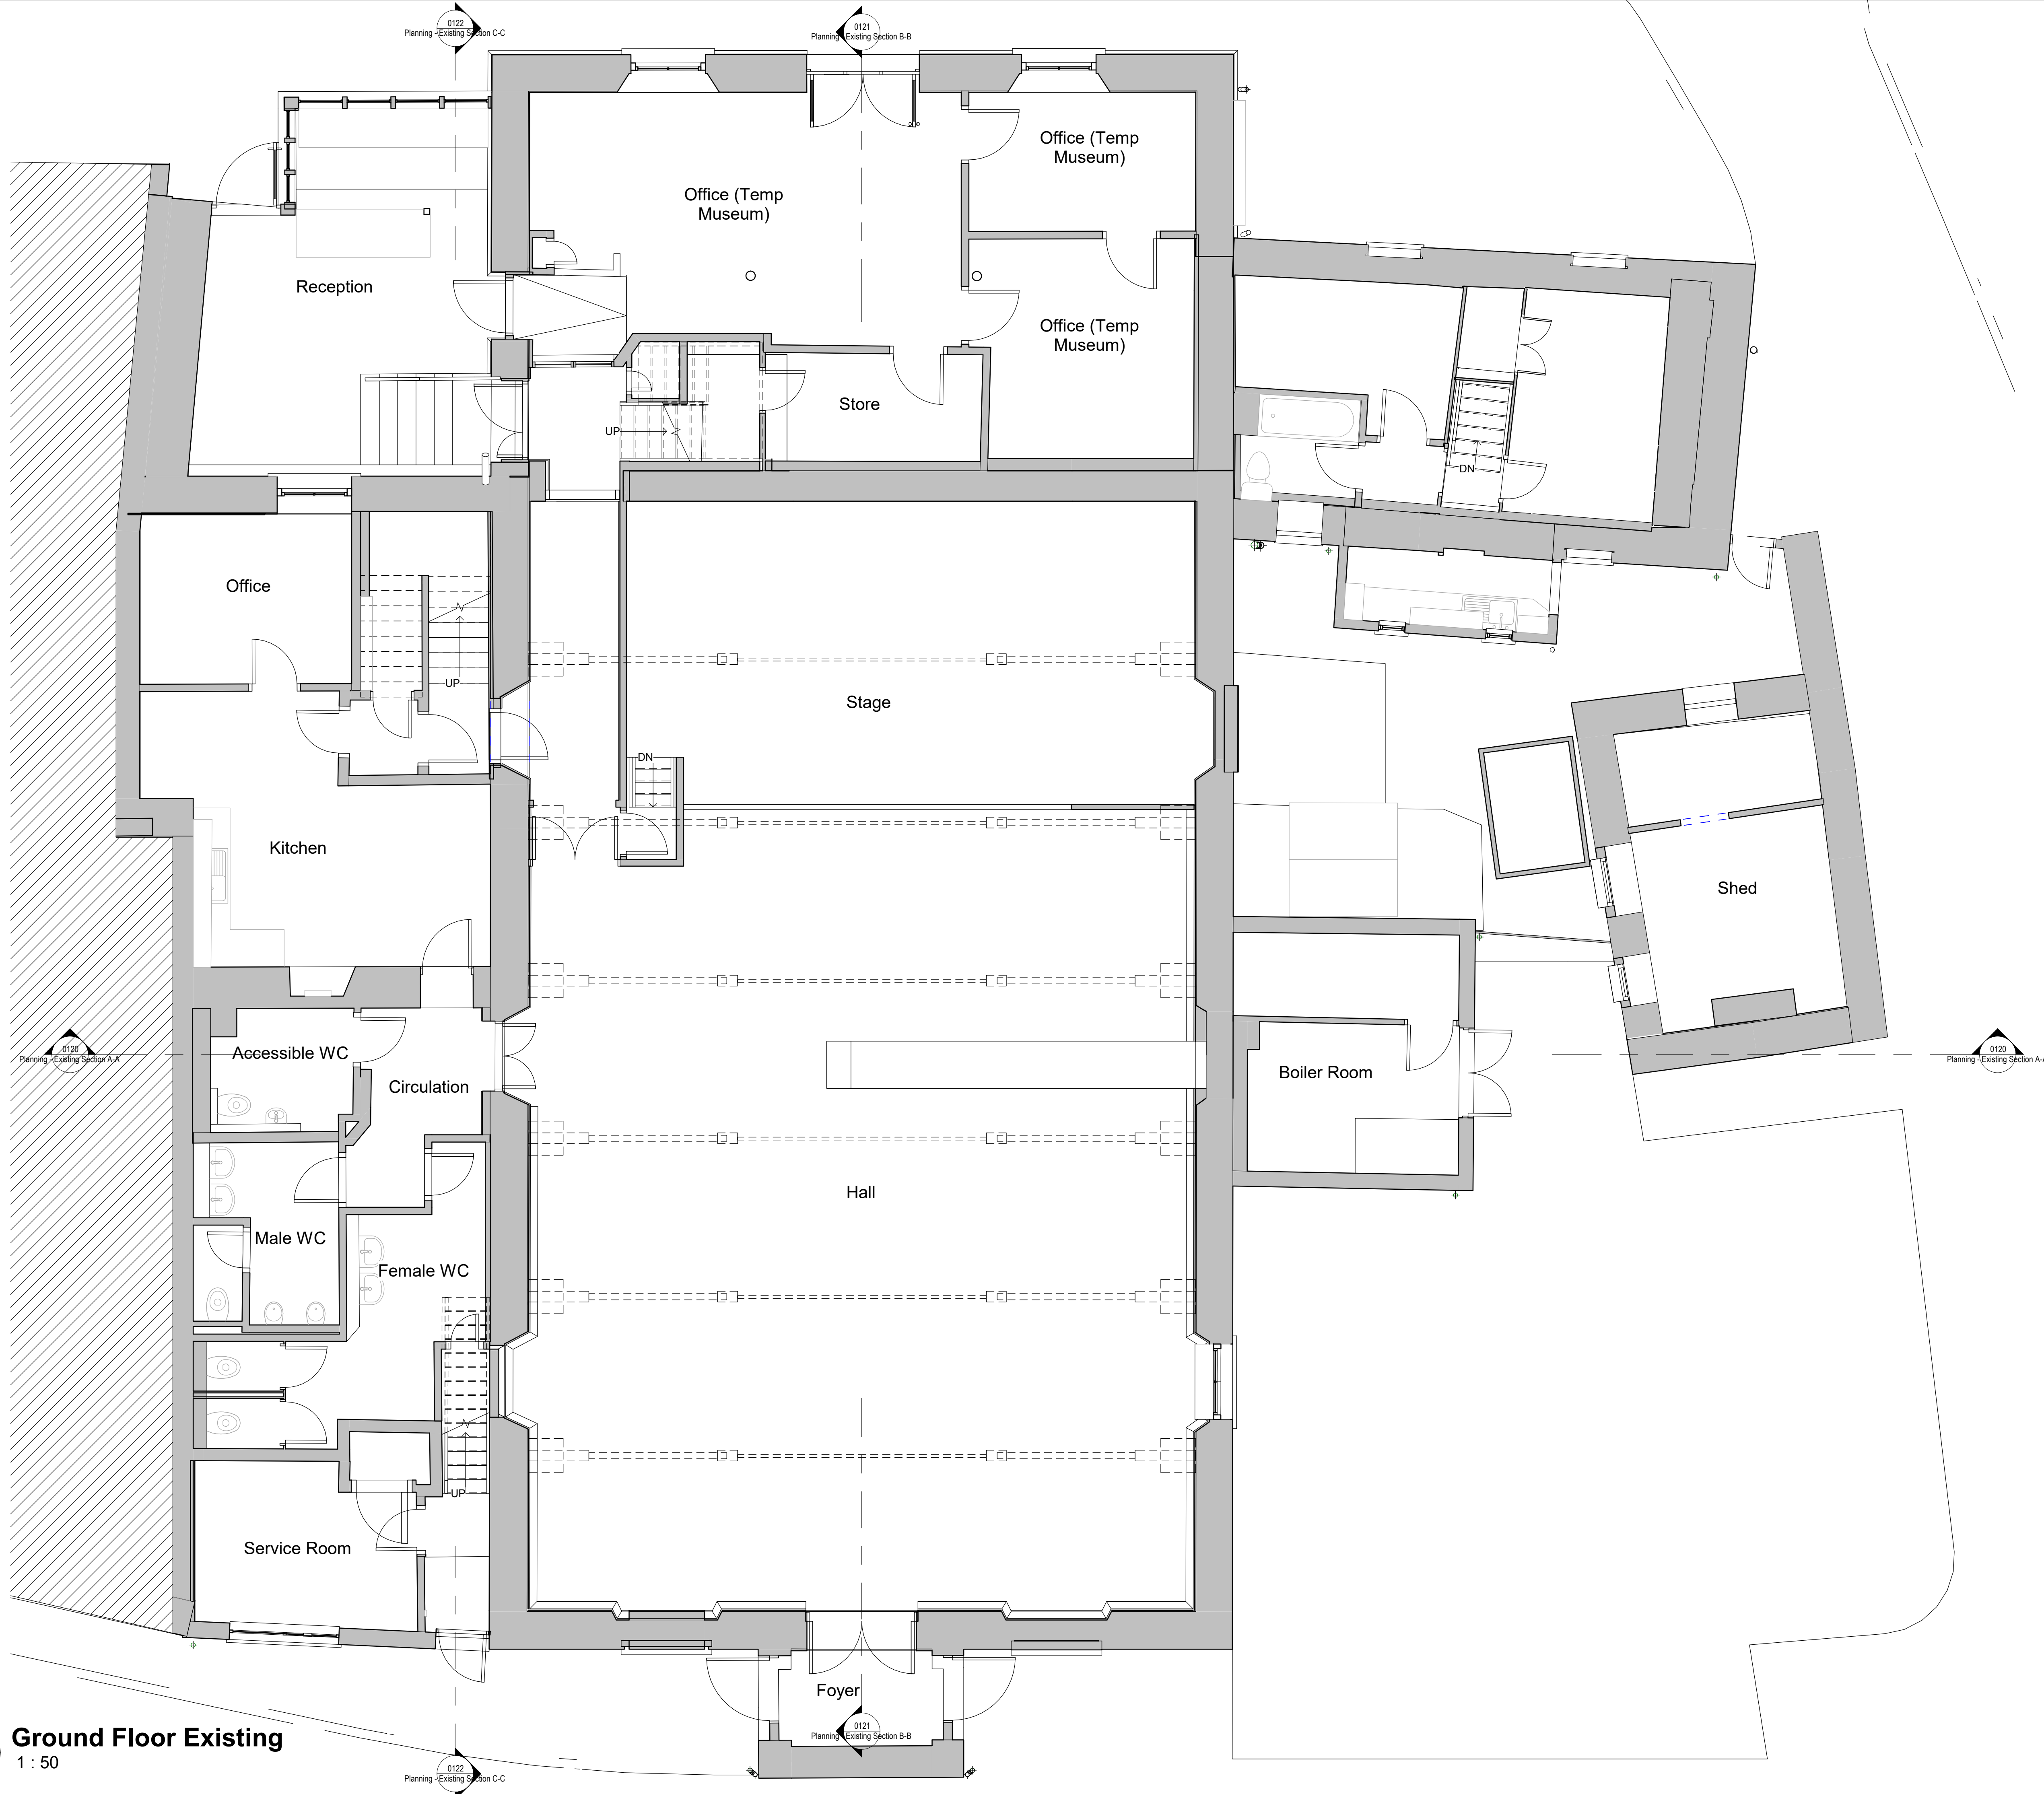 0122
Planning - Existing Section C-C
0121
Planning - Existing Section B-B
Office (Temp
Museum)
Office (Temp
Museum)
Reception
Office (Temp
Museum)
Store
UP
DN
Office
UP
Stage
DN
Kitchen
Shed
0120
Planning - Existing Section A-A
Accessible WC
Circulation
Boiler Room
0120
Planning - Existing Section A-A
Hall
Male WC
Female WC
UP
Service Room
Foyer
0121
Planning - Existing Section B-B
Ground Floor Existing
1 : 50
0122
Planning - Existing Section C-C